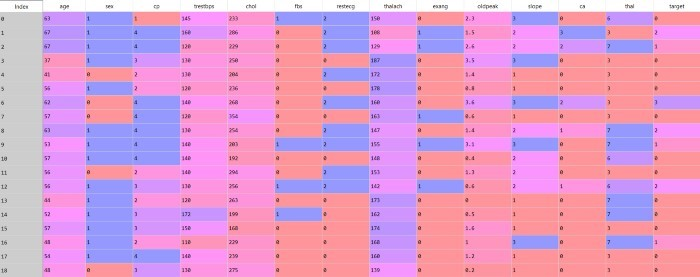 Index age sex cp trestbps chol fbs restecg thalach exang oldpeak slope ca thal target
0 63 1 1 145 233 1 2 150 0 2.3 3 0 6 0
1 67 1 4 160 286 0 2 108 1 1.5 2 3 3 2
2 67 1 4 120 229 0 2 129 1 2.6 2 2 7 1
3 37 1 3 130 250 0 0 187 0 3.5 3 0 3 0
4 41 0 2 130 204 0 2 172 0 1.4 1 0 3 0
5 56 1 2 120 236 0 0 178 0 0.8 1 0 3 0
6 62 0 4 140 268 0 2 160 0 3.6 3 2 3 3
7 57 0 4 120 354 0 0 163 1 0.6 1 0 3 0
8 63 1 4 130 254 0 2 147 0 1.4 2 1 7 2
9 53 1 4 140 203 1 2 155 1 3.1 3 0 7 1
10 57 1 4 140 192 0 0 148 0 0.4 2 0 6 0
11 56 0 2 140 294 0 2 153 0 1.3 2 0 3 0
12 56 1 3 130 256 1 2 142 1 0.6 2 1 6 2
13 44 1 2 120 263 0 0 173 0 0 1 0 7 0
14 52 1 3 172 199 1 0 162 0 0.5 1 0 7 0
15 57 1 3 150 168 0 0 174 0 1.6 1 0 3 0
16 48 1 2 110 229 0 0 168 0 1 3 0 7 1
17 54 1 4 140 239 0 0 160 0 1.2 1 0 3 0
18 48 0 3 130 275 0 0 139 0 0.2 1 0 3 0